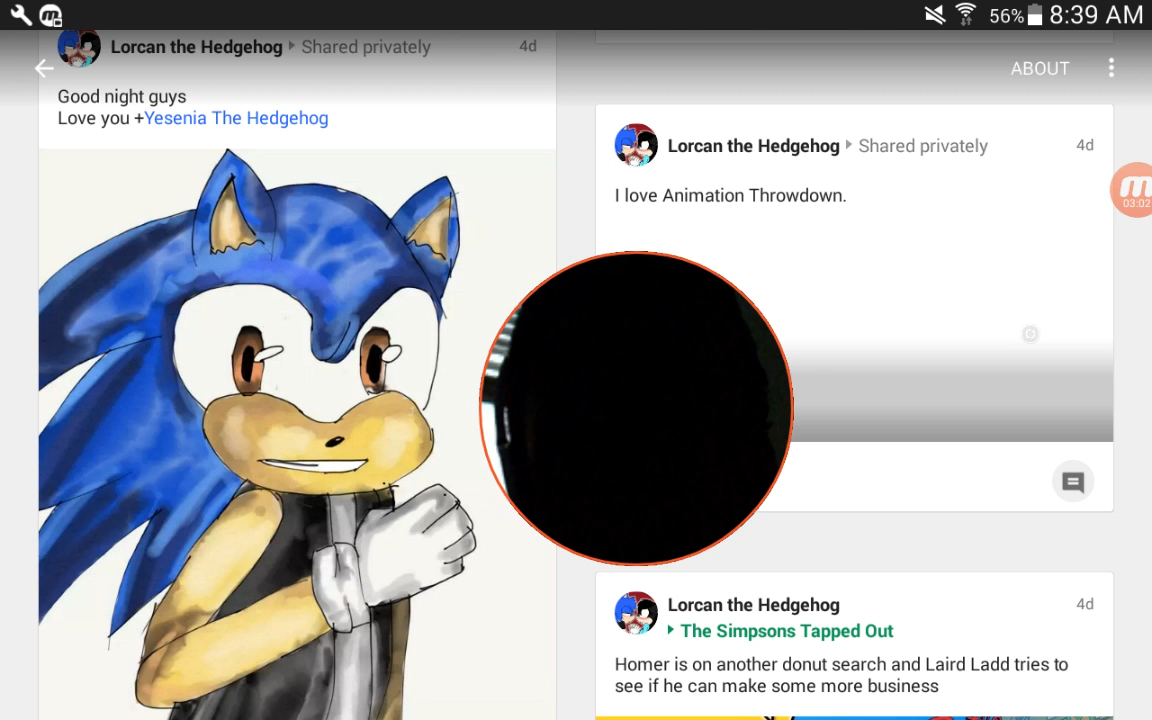 56% 8:39 AM
Lorcan the Hedgehog Shared privately 4d
Good night guys
Love you +Yesenia The Hedgehog
ABOUT
Lorcan the Hedgehog Shared privately 4d
I love Animation Throwdown.
03:02
Lorcan the Hedgehog 4d
The Simpsons Tapped Out
Homer is on another donut search and Laird Ladd tries to
see if he can make some more business